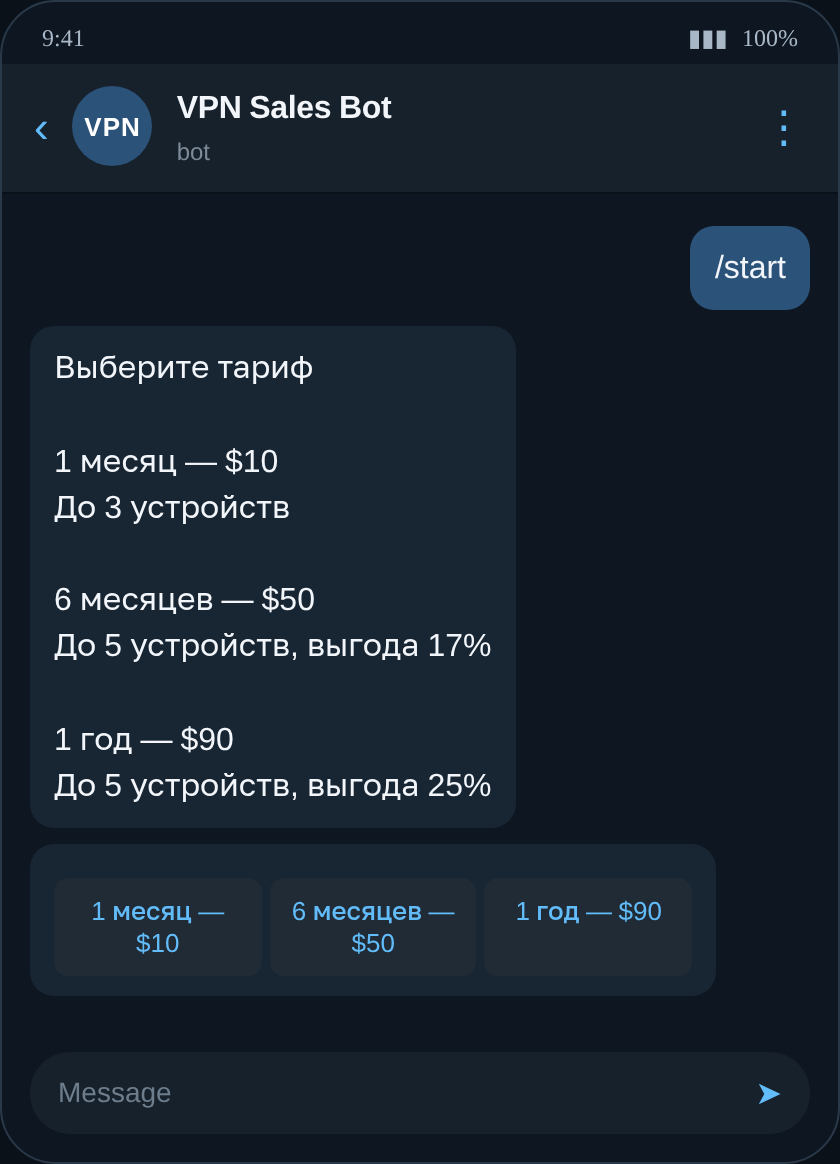 9:41
100%
VPN
VPN Sales Bot
bot
/start
Выберите тариф
1 месяц — $10
До 3 устройств
6 месяцев — $50
До 5 устройств, выгода 17%
1 год — $90
До 5 устройств, выгода 25%
1 месяц —
$10
6 месяцев —
$50
1 год — $90
Message